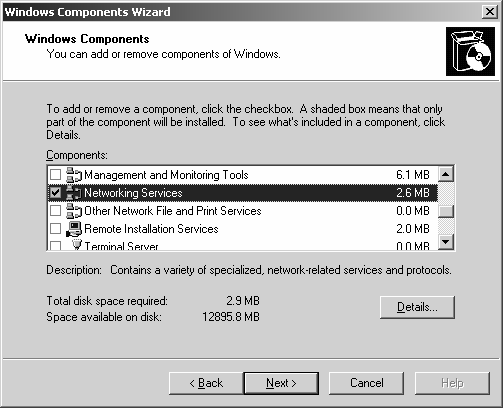 Windows Components Wizard
Windows Components
You can add or remove components of Windows.
To add or remove a component, click the checkbox. A shaded box means that only
part of the component will be installed. To see what's included in a component, click
Details.
Components:
Management and Monitoring Tools 6.1 MB
Networking Services 2.6 MB
Other Network File and Print Services 0.0 MB
Remote Installation Services 2.0 MB
Terminal Server 0.0 MB
Description: Contains a variety of specialized, network-related services and protocols.
Total disk space required: 2.9 MB
Space available on disk: 12895.8 MB
Details...
< Back Next > Cancel Help